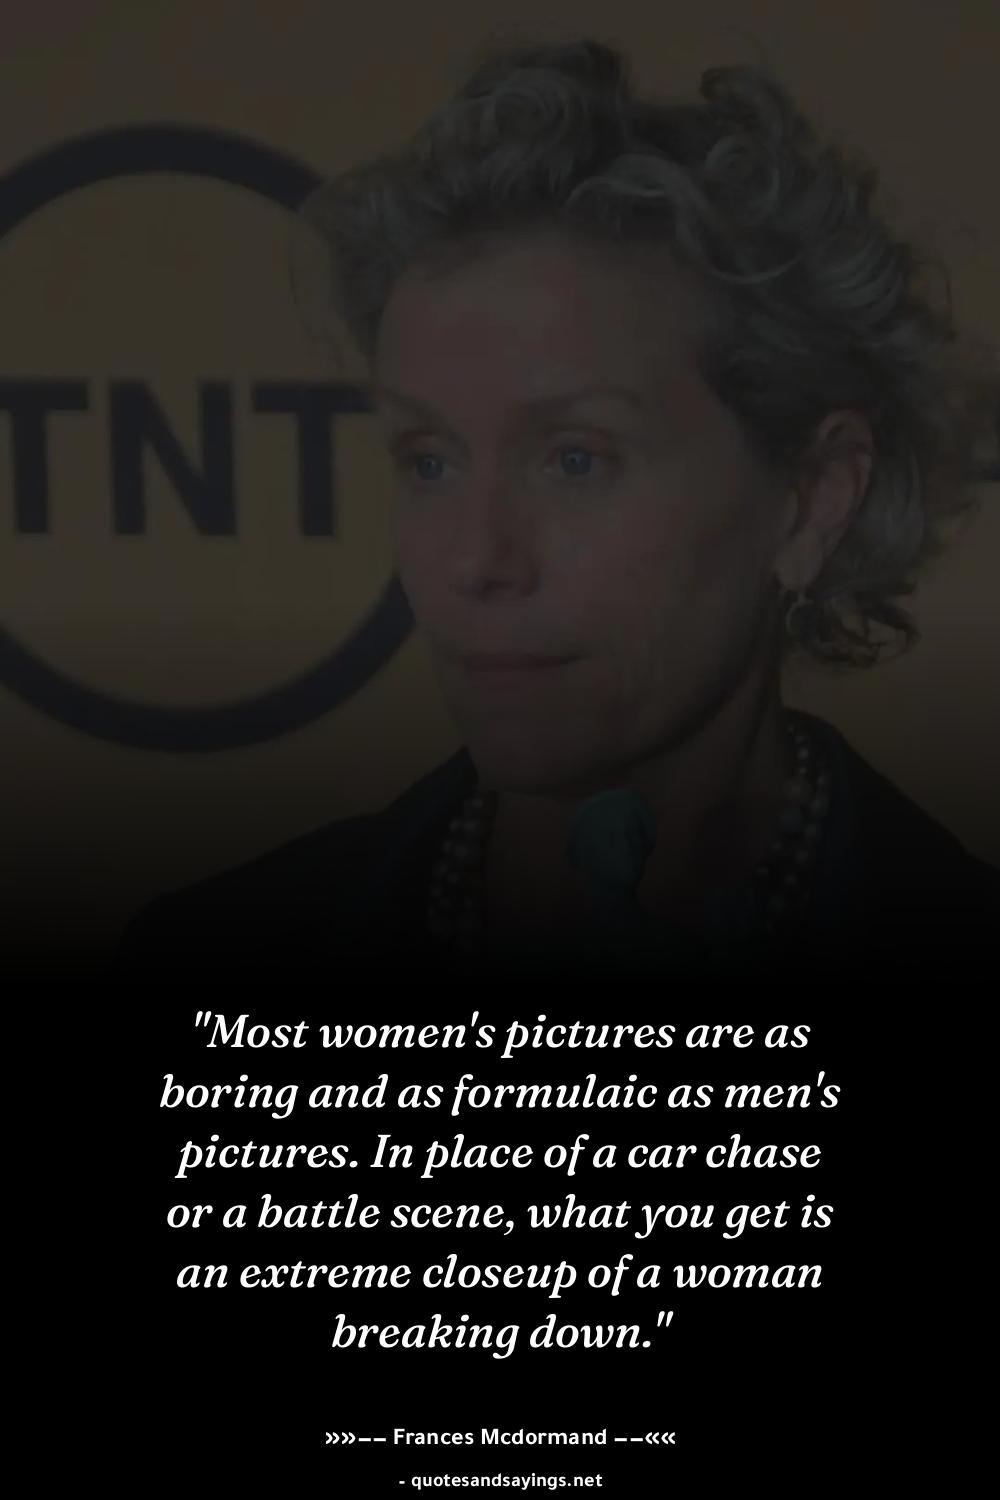 TNT
"Most women's pictures are as
boring and as formulaic as men's
pictures. In place of a car chase
or a battle scene, what you get is
an extreme closeup of a woman
breaking down."
»»−− Frances Mcdormand −−««
- quotesandsayings.net